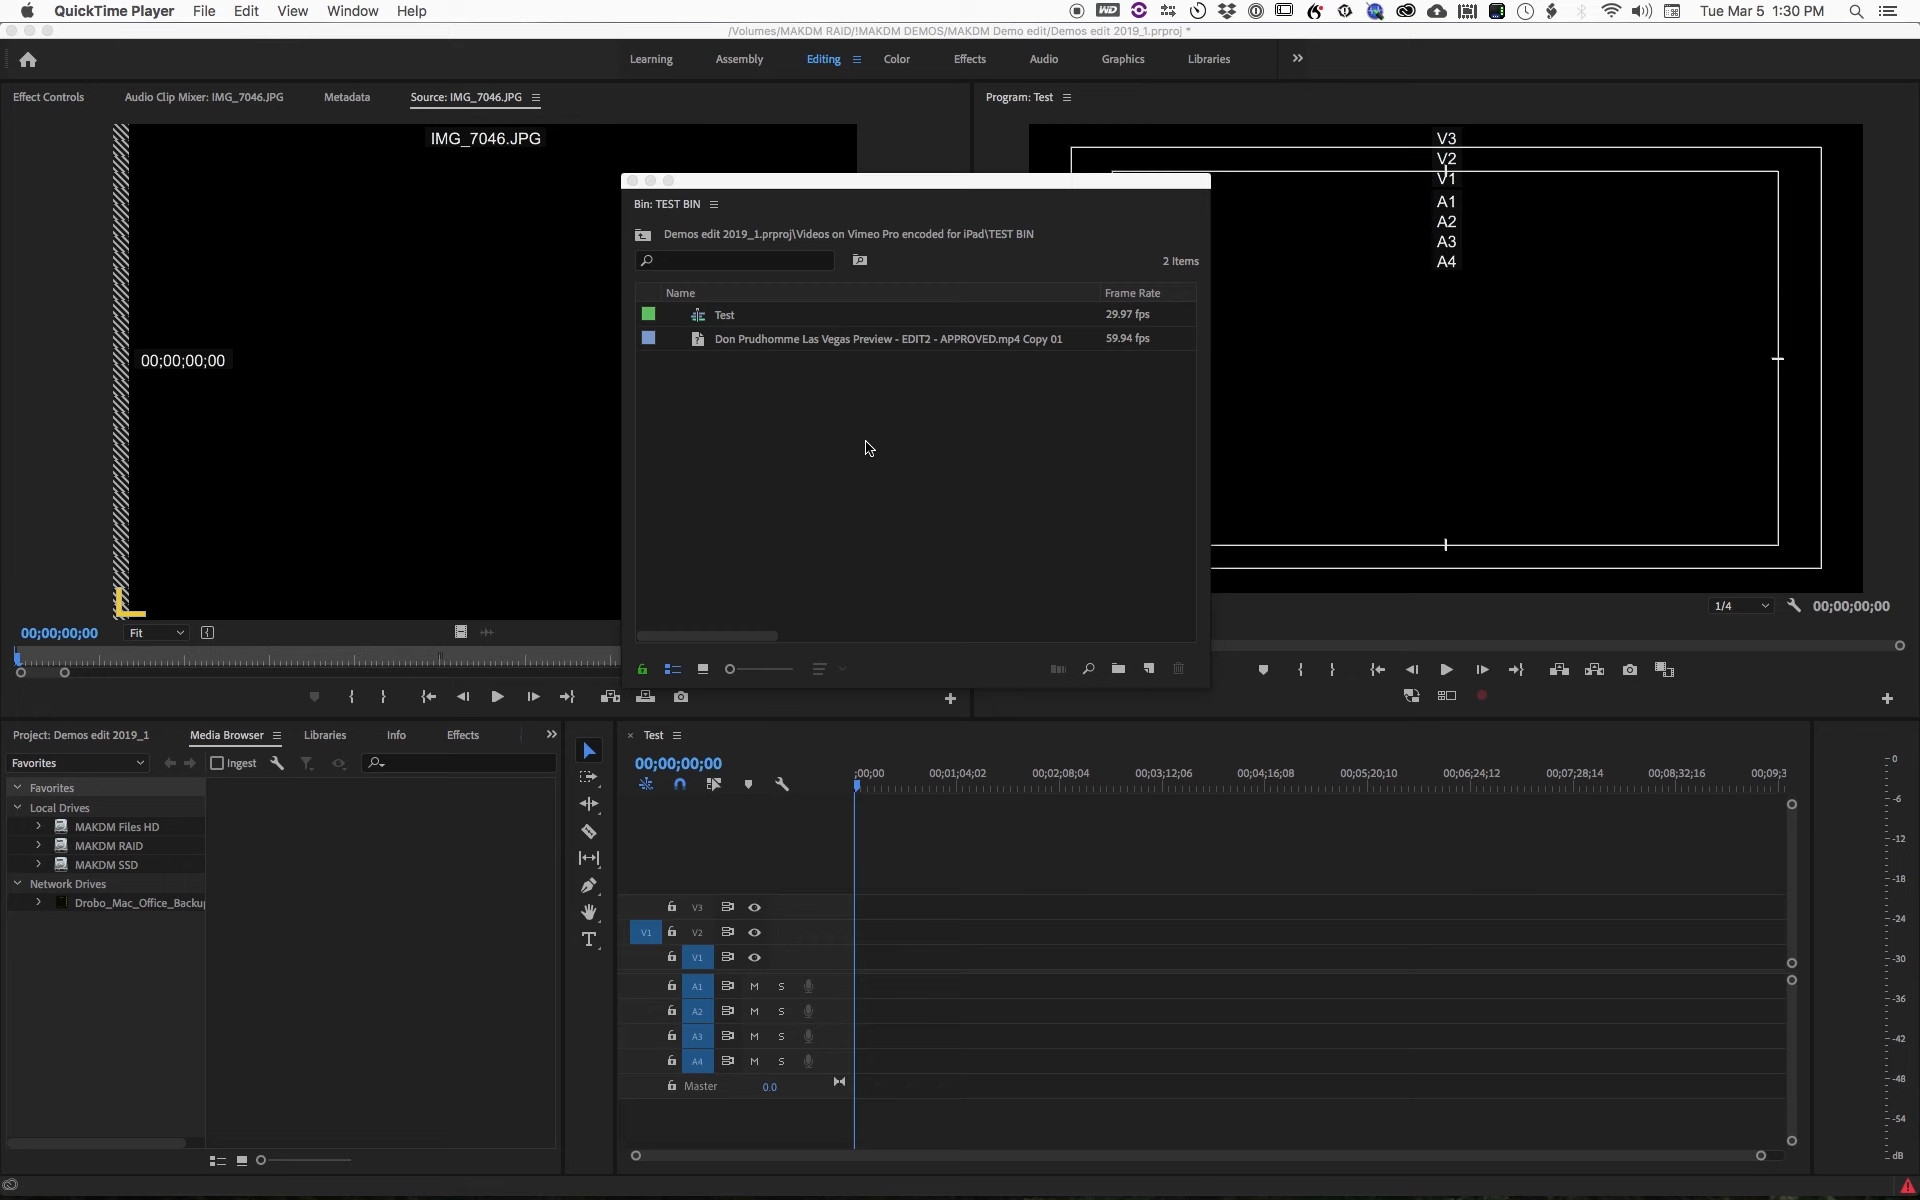 QuickTime Player File Edit View Window Help Tue Mar 5 1:30 PM
/Volumes/MAKDM RAID/!MAKDM DEMOS/MAKDM Demo edit/Demos edit 2019_1.prproj *
Learning Assembly Editing Color Effects Audio Graphics Libraries
Effect Controls Audio Clip Mixer: IMG_7046.JPG Metadata Source: IMG_7046.JPG
IMG_7046.JPG
00;00;00;00
00;00;00;00 Fit
Program: Test
V3
V2
V1
A1
A2
A3
A4
1/4 00;00;00;00
Bin: TEST BIN
Demos edit 2019_1.prproj\Videos on Vimeo Pro encoded for iPad\TEST BIN
2 Items
Name Frame Rate
Test 29.97 fps
Don Prudhomme Las Vegas Preview - EDIT2 - APPROVED.mp4 Copy 01 59.94 fps
Project: Demos edit 2019_1 Media Browser Libraries Info Effects
Favorites Ingest
Favorites
Local Drives
MAKDM Files HD
MAKDM RAID
MAKDM SSD
Network Drives
Drobo_Mac_Office_Backup
Test
00;00;00;00
;00;00 00;01;04;02 00;02;08;04 00;03;12;06 00;04;16;08 00;05;20;10 00;06;24;12 00;07;28;14 00;08;32;16 00;09;3
V3
V1 V2
V1
A1 M S
A2 M S
A3 M S
A4 M S
Master 0.0
0
-6
-12
-18
-24
-30
-36
-42
-48
-54
dB